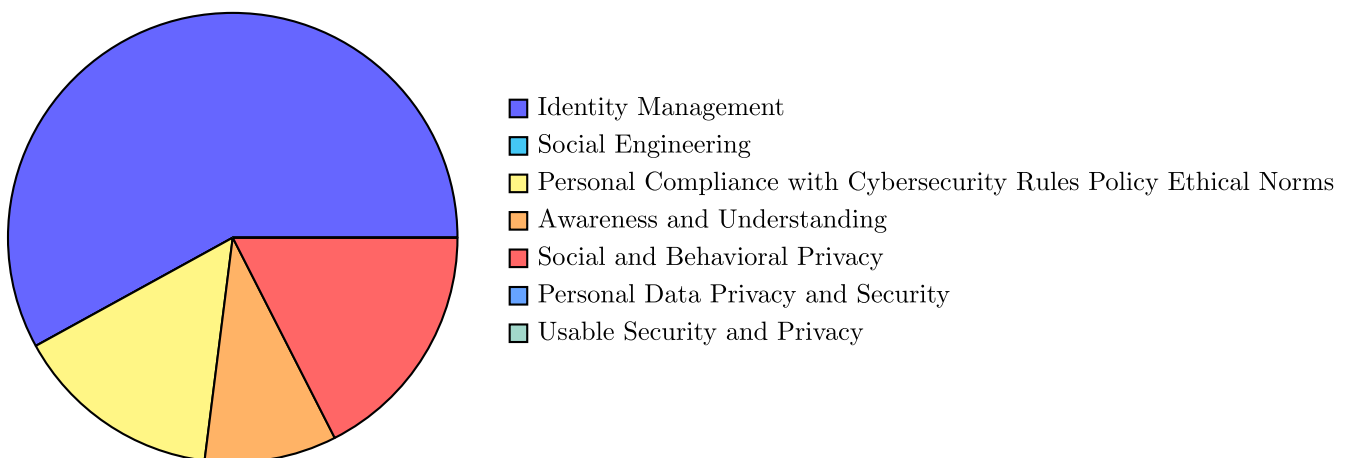 Identity Management
Social Engineering
Personal Compliance with Cybersecurity Rules Policy Ethical Norms
Awareness and Understanding
Social and Behavioral Privacy
Personal Data Privacy and Security
Usable Security and Privacy